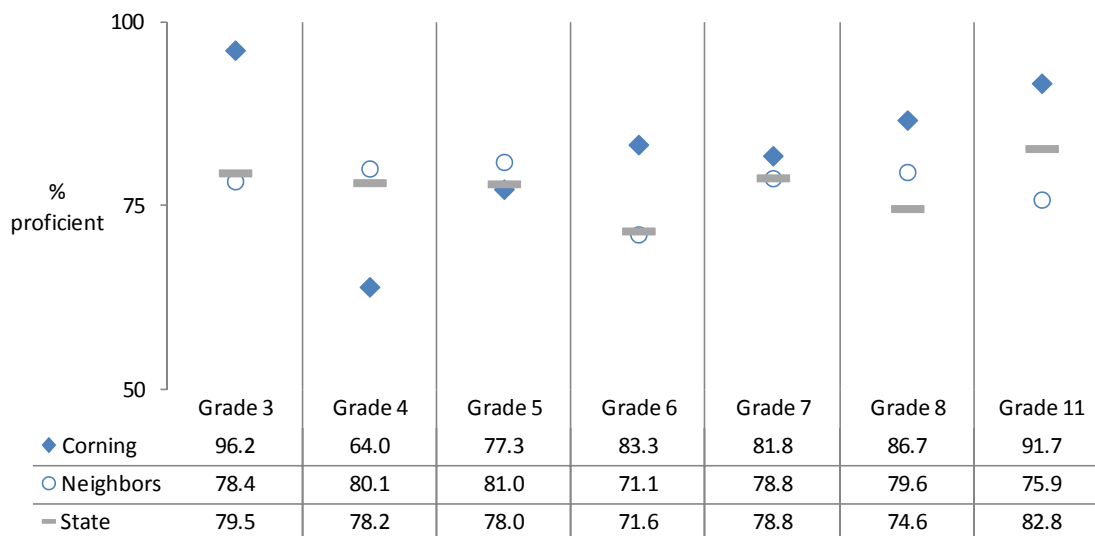 100
75
% proficient
50
Grade 3 Grade 4 Grade 5 Grade 6 Grade 7 Grade 8 Grade 11
Corning 96.2 64.0 77.3 83.3 81.8 86.7 91.7
Neighbors 78.4 80.1 81.0 71.1 78.8 79.6 75.9
State 79.5 78.2 78.0 71.6 78.8 74.6 82.8